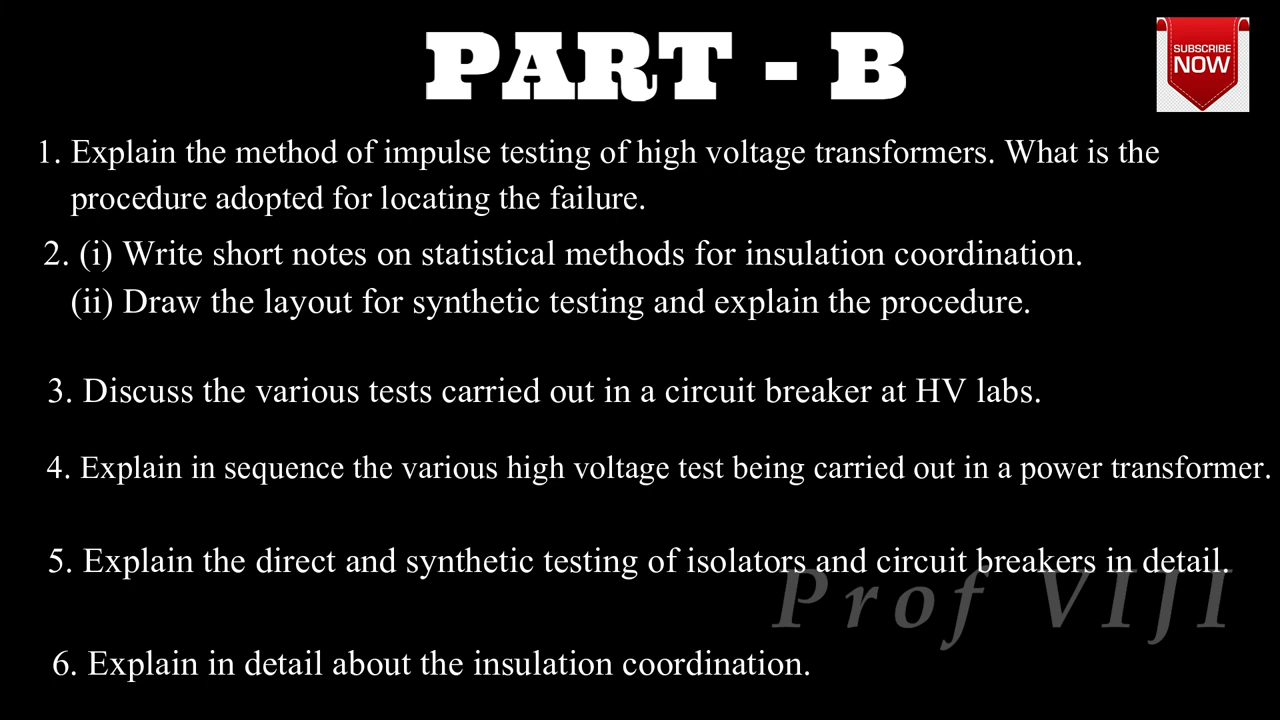 PART - B
SUBSCRIBE
NOW
1. Explain the method of impulse testing of high voltage transformers. What is the
procedure adopted for locating the failure.
2. (i) Write short notes on statistical methods for insulation coordination.
(ii) Draw the layout for synthetic testing and explain the procedure.
3. Discuss the various tests carried out in a circuit breaker at HV labs.
4. Explain in sequence the various high voltage test being carried out in a power transformer.
5. Explain the direct and synthetic testing of isolators and circuit breakers in detail.
Prof VIJI
6. Explain in detail about the insulation coordination.